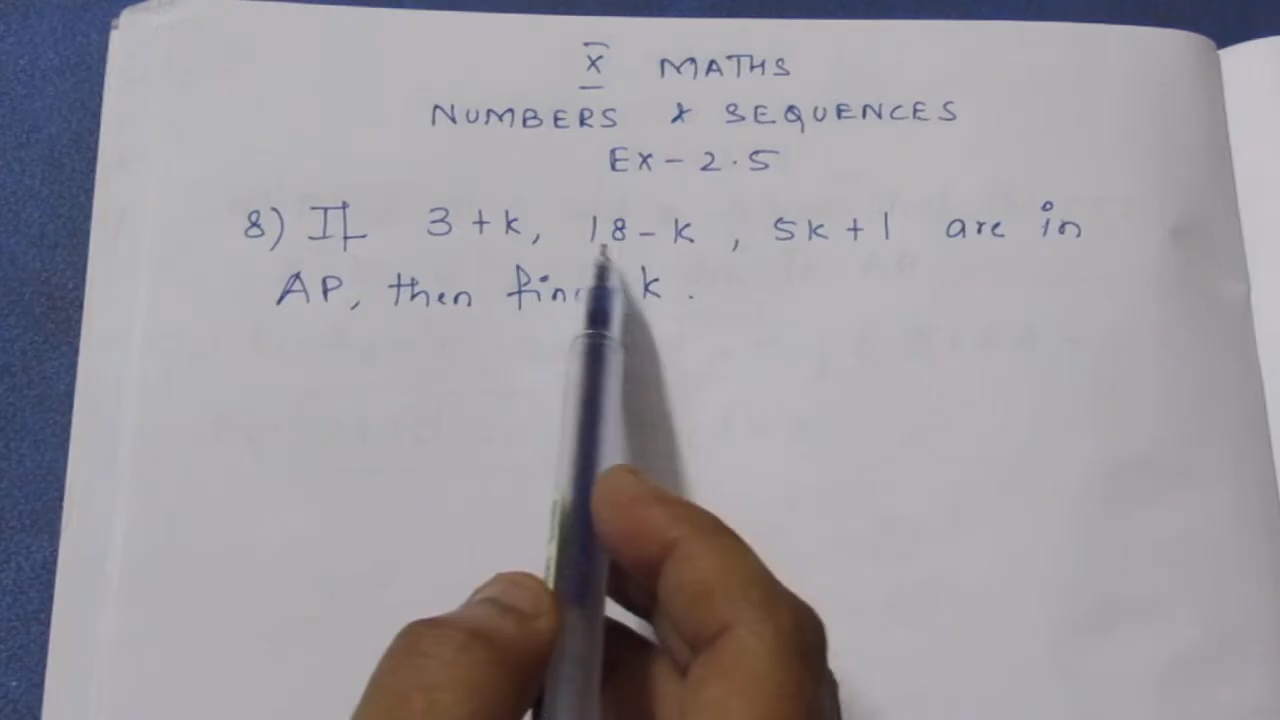 X MATHS
NUMBERS & SEQUENCES
Ex-2.5
8) If 3+k, 18-k, 5k+1 are in
AP, then k.